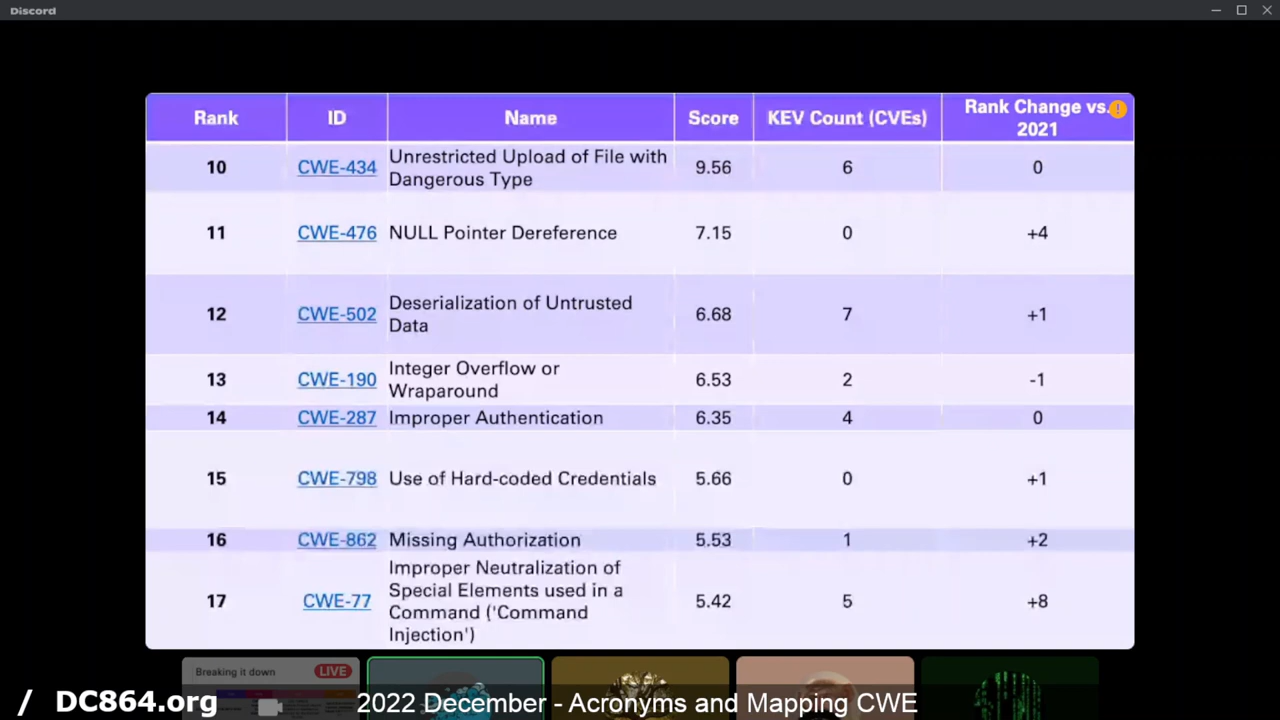 Discord
Rank ID Name Score KEV Count (CVEs) Rank Change vs. 2021
10 CWE-434 Unrestricted Upload of File with Dangerous Type 9.56 6 0
11 CWE-476 NULL Pointer Dereference 7.15 0 +4
12 CWE-502 Deserialization of Untrusted Data 6.68 7 +1
13 CWE-190 Integer Overflow or Wraparound 6.53 2 -1
14 CWE-287 Improper Authentication 6.35 4 0
15 CWE-798 Use of Hard-coded Credentials 5.66 0 +1
16 CWE-862 Missing Authorization 5.53 1 +2
17 CWE-77 Improper Neutralization of Special Elements used in a Command ('Command Injection') 5.42 5 +8
Breaking it down LIVE
/ DC864.org 2022 December - Acronyms and Mapping CWE